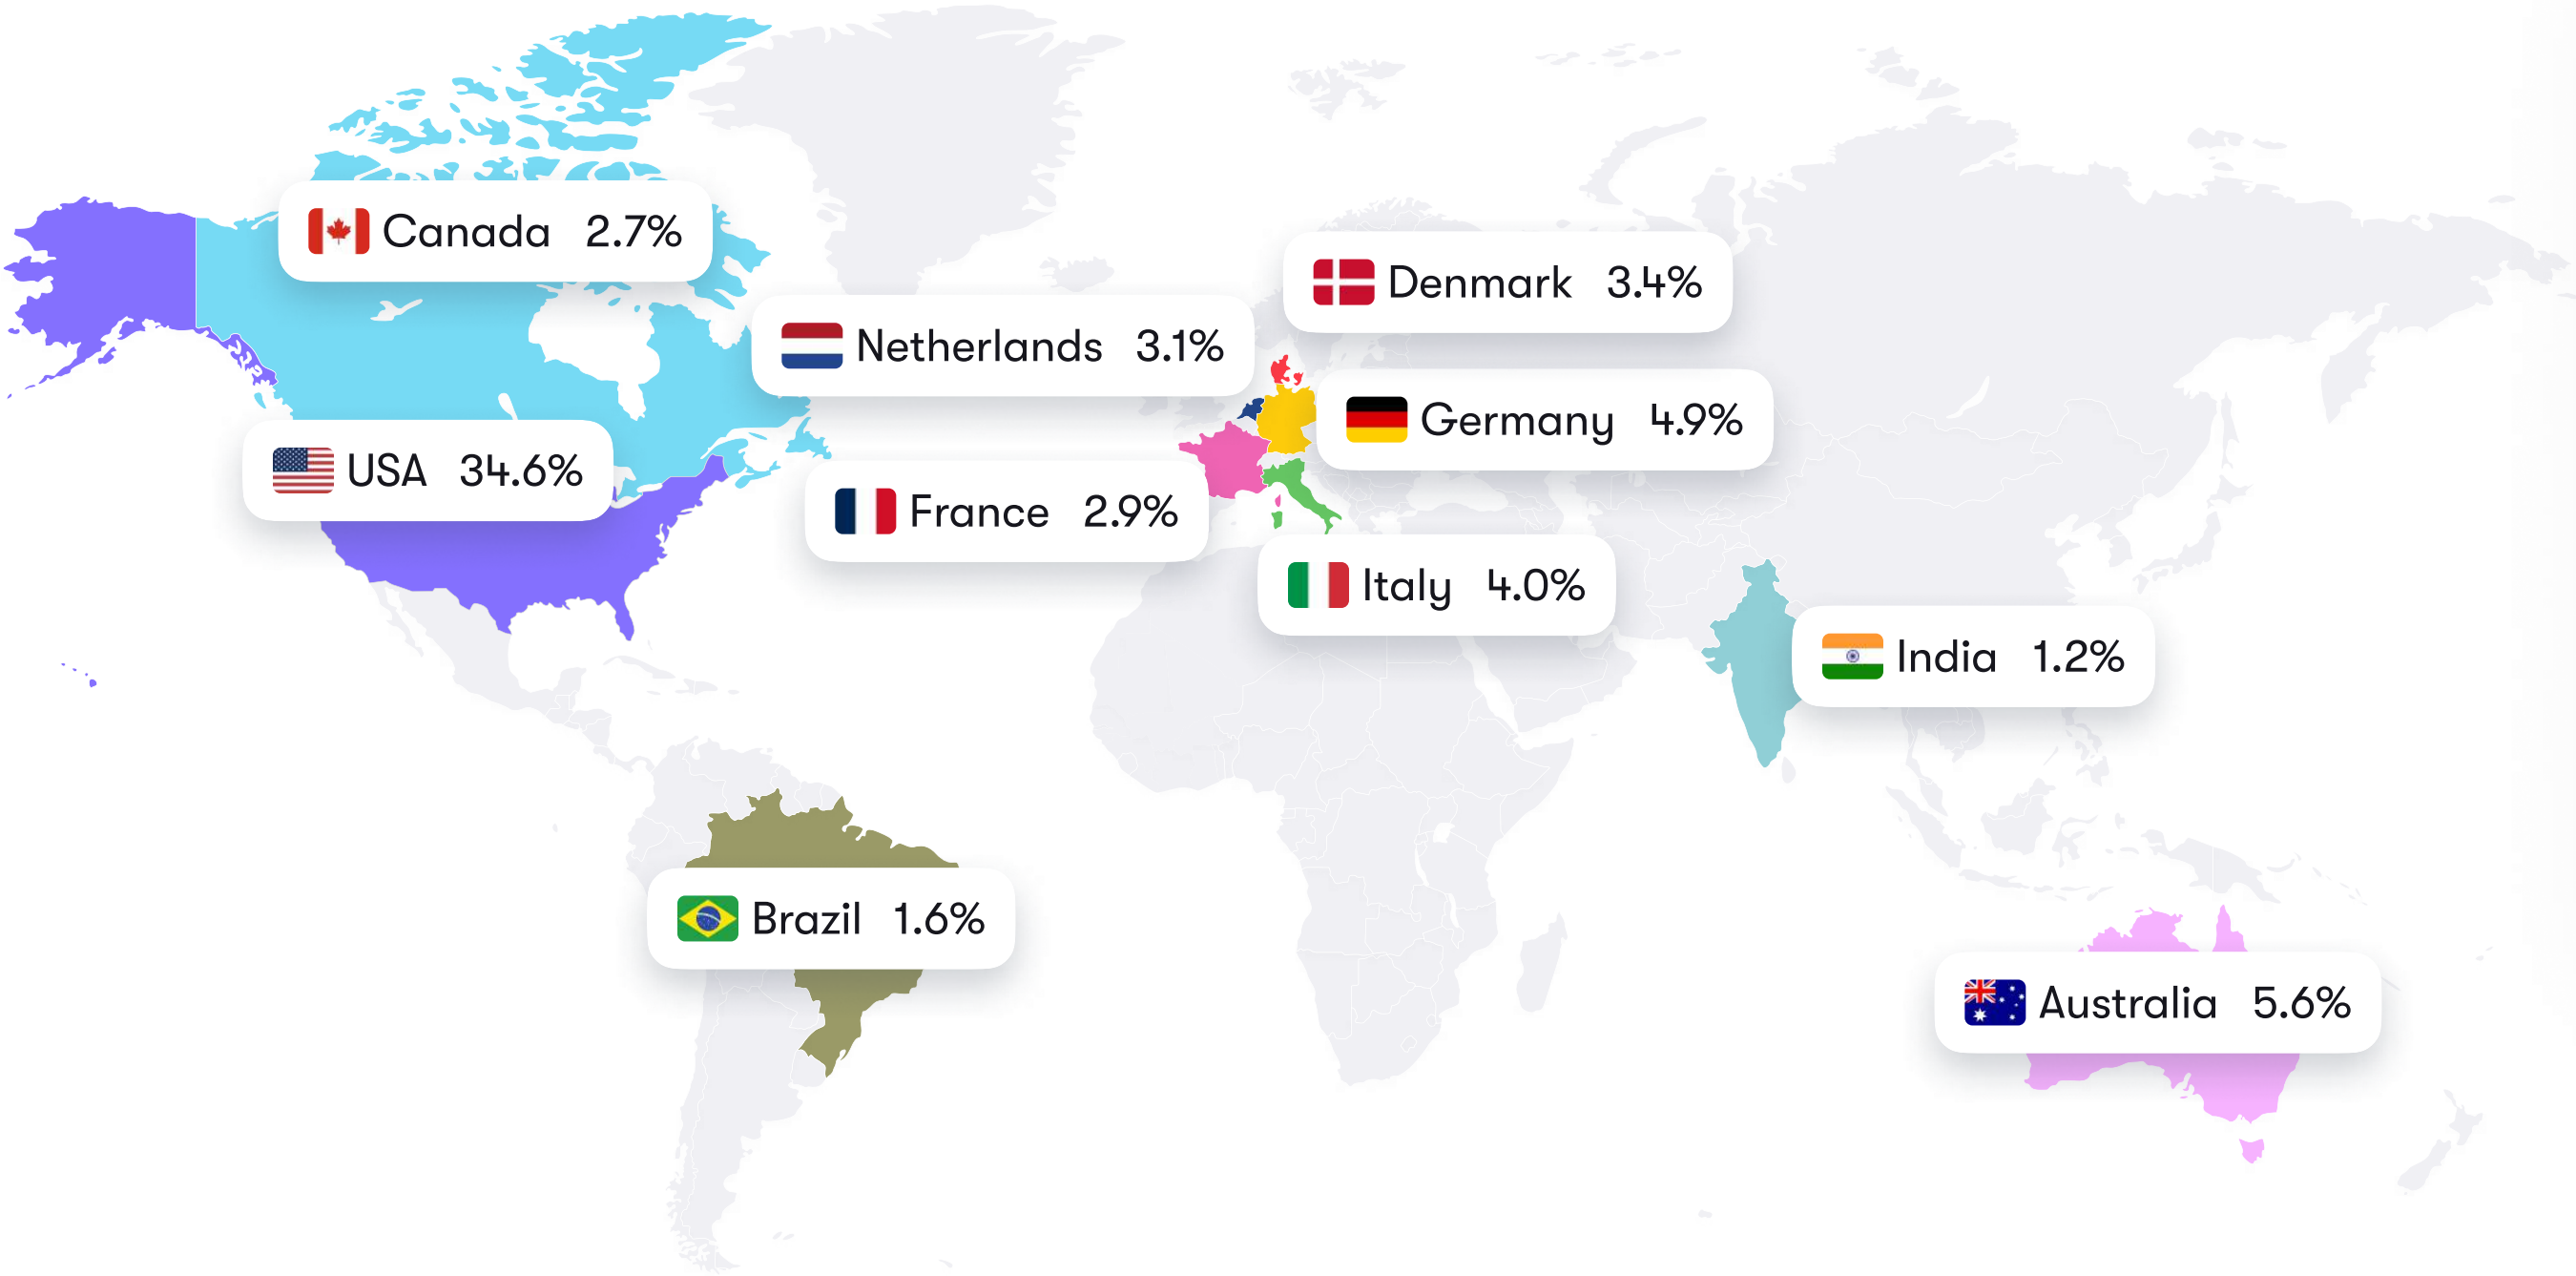 Canada 2.7%
Denmark 3.4%
Netherlands 3.1%
Germany 4.9%
USA 34.6%
France 2.9%
Italy 4.0%
India 1.2%
Brazil 1.6%
Australia 5.6%